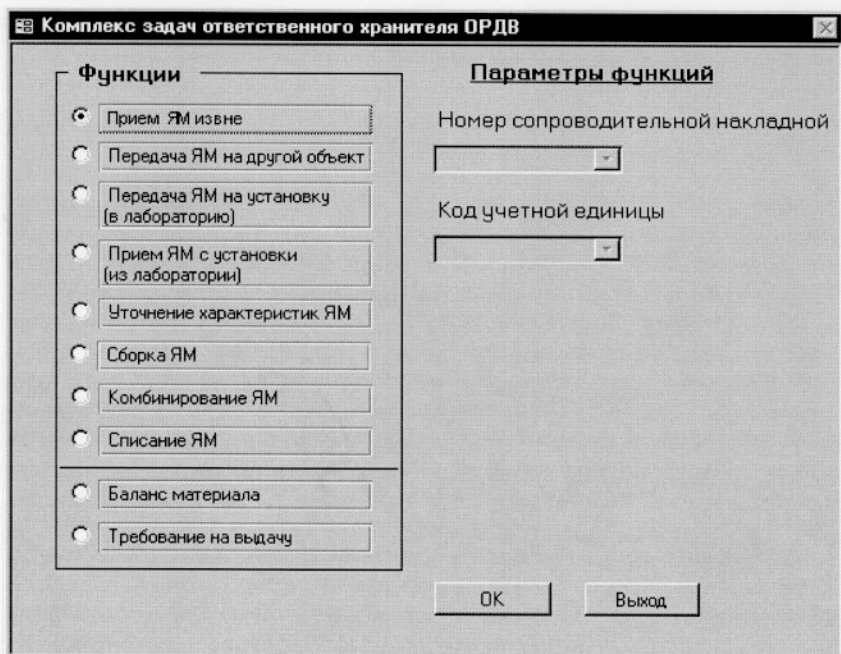 Комплекс задач ответственного хранителя ОРДВ
Функции
Прием ЯМ извне
Передача ЯМ на другой объект
Передача ЯМ на установку
(в лабораторию)
Прием ЯМ с установки
(из лаборатории)
Уточнение характеристик ЯМ
Сборка ЯМ
Комбинирование ЯМ
Списание ЯМ
Баланс материала
Требование на выдачу
Параметры функций
Номер сопроводительной накладной
Код учетной единицы
ОК
Выход